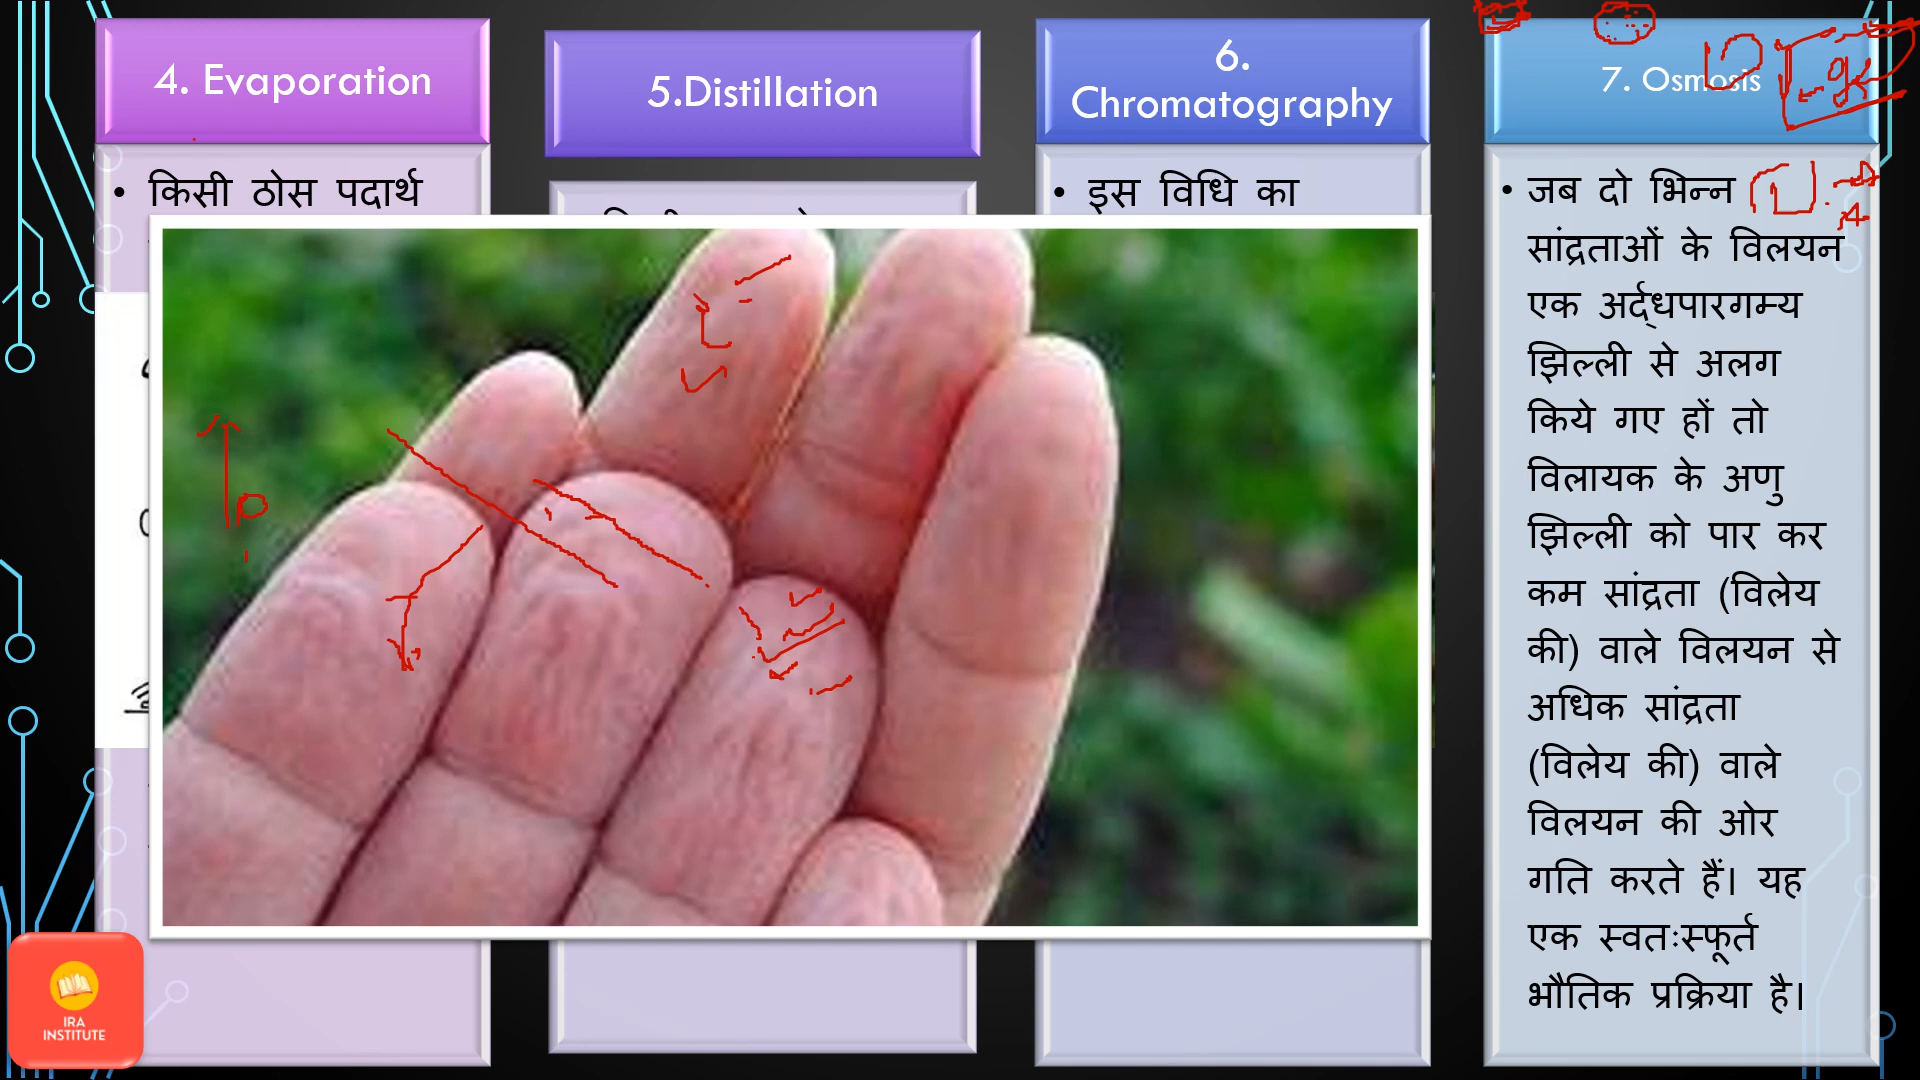 4. Evaporation
• किसी ठोस पदार्थ
5.Distillation
6.
Chromatography
• इस विधि का
7. Osmosis
• जब दो भिन्न
सांद्रताओं के विलयन
एक अर्द्धपारगम्य
झिल्ली से अलग
किये गए हों तो
विलायक के अणु
झिल्ली को पार कर
कम सांद्रता (विलेय
की) वाले विलयन से
अधिक सांद्रता
(विलेय की) वाले
विलयन की ओर
गति करते हैं। यह
एक स्वतःस्फूर्त
भौतिक प्रक्रिया है।
IRA
INSTITUTE